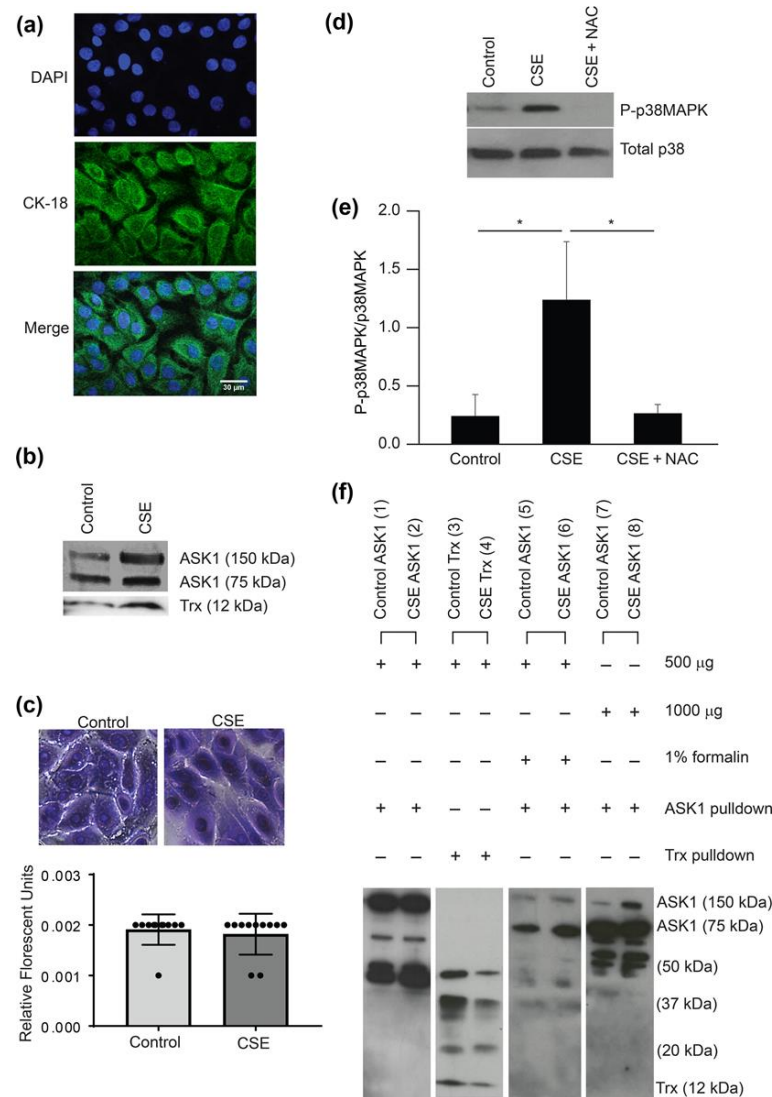 (a)
DAPI
CK-18
Merge
30 µm
(b)
Control
CSE
ASK1 (150 kDa)
ASK1 (75 kDa)
Trx (12 kDa)
(c)
Control
CSE
Relative Florescent Units
0.003
0.002
0.001
0.000
Control
CSE
(d)
Control
CSE
CSE + NAC
P-p38MAPK
Total p38
(e)
P-p38MAPK/p38MAPK
2.0
1.5
1.0
0.5
0.0
*
*
Control
CSE
CSE + NAC
(f)
Control ASK1 (1)
CSE ASK1 (2)
Control Trx (3)
CSE Trx (4)
Control ASK1 (5)
CSE ASK1 (6)
Control ASK1 (7)
CSE ASK1 (8)
+ + + + + + – – 500 µg
– – – – – – + + 1000 µg
– – – – + + – – 1% formalin
+ + – – + + + + ASK1 pulldown
– – + + – – – – Trx pulldown
ASK1 (150 kDa)
ASK1 (75 kDa)
(50 kDa)
(37 kDa)
(20 kDa)
Trx (12 kDa)